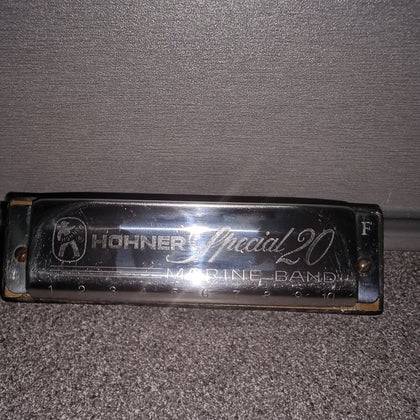 HOHNER Special 20 F
MARINE BAND
1 2 3 4 5 6 7 8 9 10